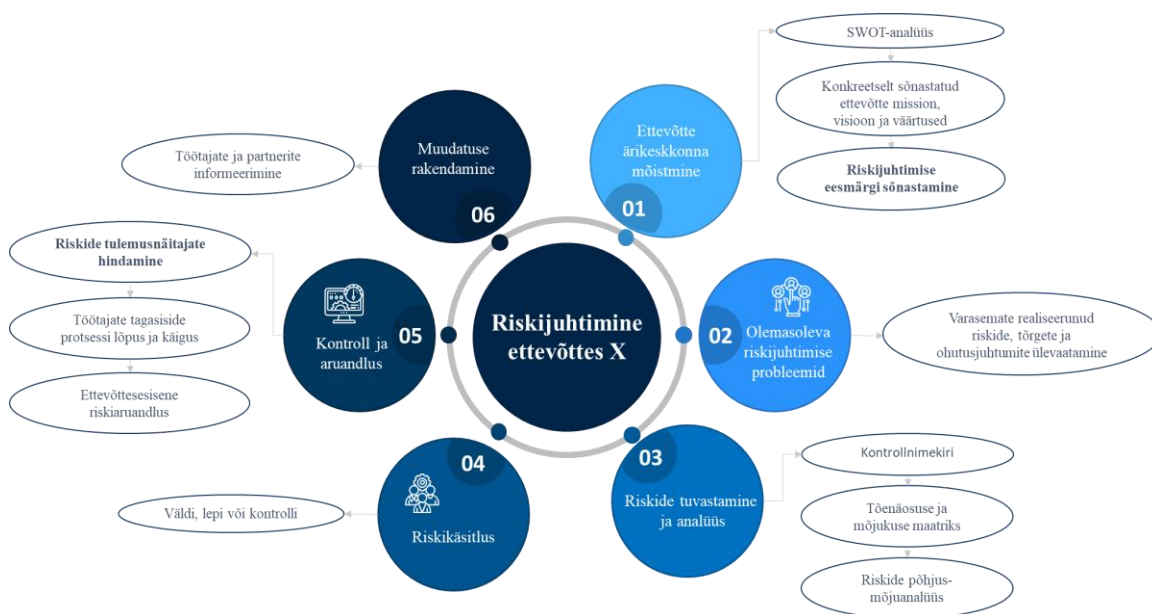 Riskijuhtimine
ettevõttes X
01
Ettevõtte
ärikeskkonna
mõistmine
SWOT-analüüs
Konkreetselt sõnastatud
ettevõtte mission,
visioon ja väärtused
Riskijuhtimise
eesmärgi sõnastamine
02
Olemasoleva
riskijuhtimise
probleemid
Varasemate realiseerunud
riskide, tõrgete ja
ohutusjuhtumite ülevaatamine
03
Riskide tuvastamine
ja analüüs
Kontrollnimekiri
Tõenäosuse ja
mõjukuse maatriks
Riskide põhjus-
mõjuanalüüs
04
Riskikäsitlus
Väldi, lepi või kontrolli
05
Kontroll ja
aruandlus
Riskide tulemusnäitajate
hindamine
Töötajate tagasiside
protsessi lõpus ja käigus
Ettevõttesesisene
riskiaruandlus
06
Muudatuse
rakendamine
Töötajate ja partnerite
informeerimine